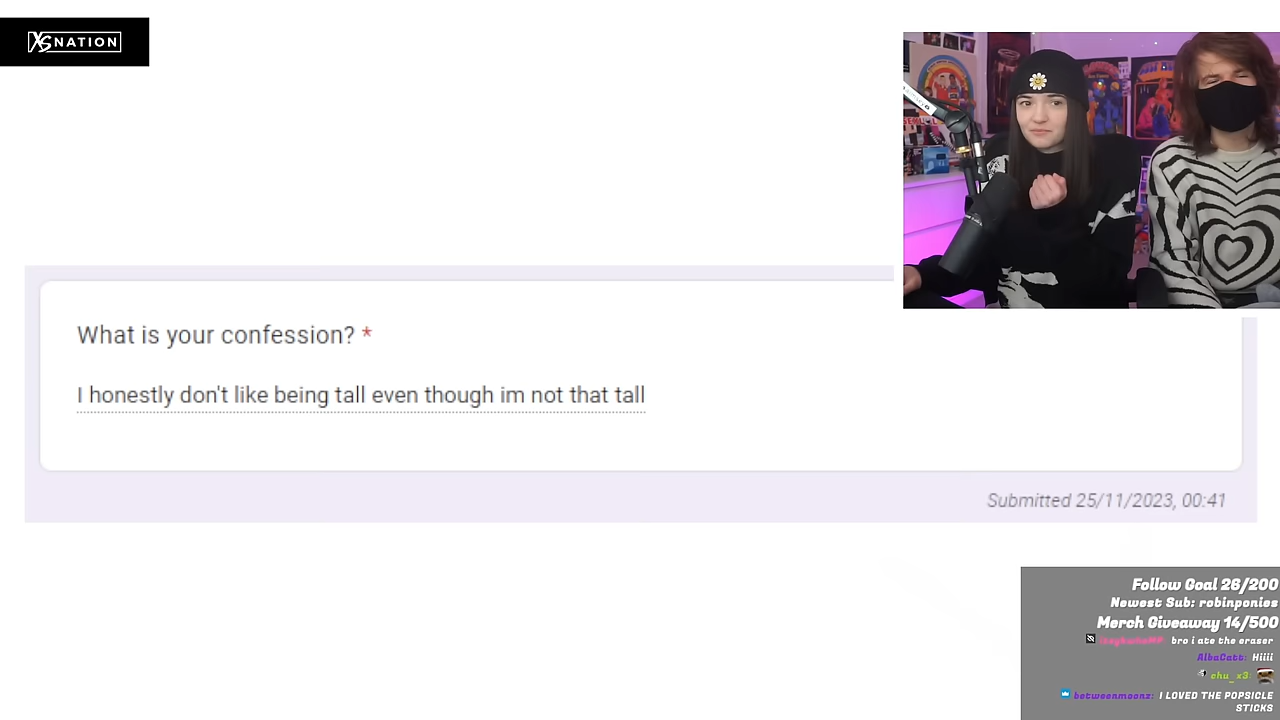 XSNATION
What is your confession? *
I honestly don't like being tall even though im not that tall
Submitted 25/11/2023, 00:41
Follow Goal 26/200
Newest Sub: robinponies
Merch Giveaway 14/500
bro i ate the eraser
AlbaCatt: Hiiii
chu_x3:
betweenmoonz: I LOVED THE POPSICLE
STICKS